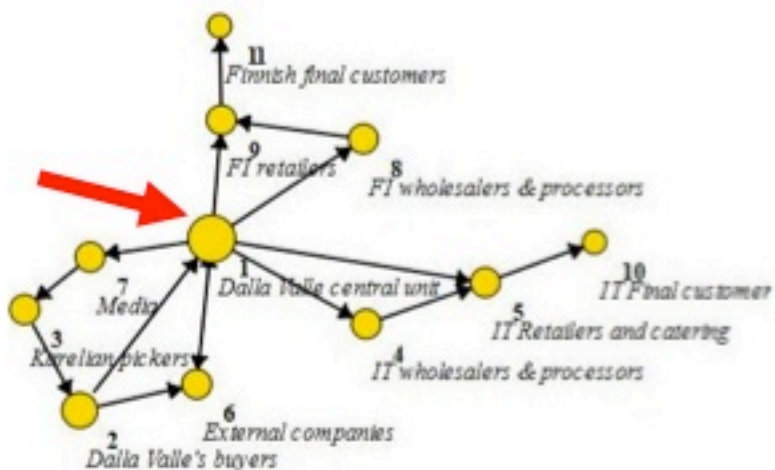 11
Finnish final customers
9
FI retailers
8
FI wholesalers & processors
1
Dalla Valle central unit
10
IT Final customer
7
Media
5
IT Retailers and catering
3
Karelian pickers
4
IT wholesalers & processors
6
External companies
2
Dalla Valle's buyers